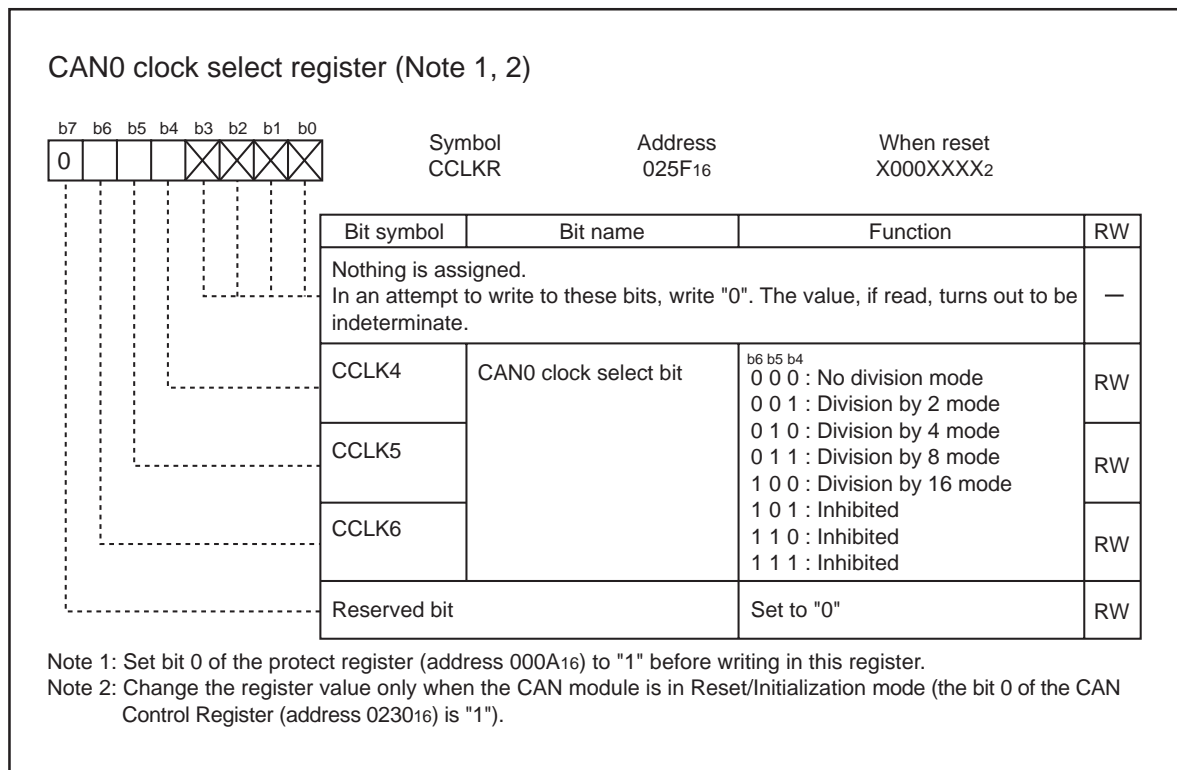 CAN0 clock select register (Note 1, 2)
b7 b6 b5 b4 b3 b2 b1 b0
Symbol Address When reset
0
CCLKR 025F16 X000XXXX2
Bit symbol Bit name Function RW
Nothing is assigned.
In an attempt to write to these bits, write "0". The value, if read, turns out to be
indeterminate.
—
CCLK4 CAN0 clock select bit
b6 b5 b4
0 0 0 : No division mode
RW
0 0 1 : Division by 2 mode
0 1 0 : Division by 4 mode
CCLK5
0 1 1 : Division by 8 mode
RW
1 0 0 : Division by 16 mode
1 0 1 : Inhibited
CCLK6
1 1 0 : Inhibited
RW
1 1 1 : Inhibited
Reserved bit Set to "0" RW
Note 1: Set bit 0 of the protect register (address 000A16) to "1" before writing in this register.
Note 2: Change the register value only when the CAN module is in Reset/Initialization mode (the bit 0 of the CAN
Control Register (address 023016) is "1").